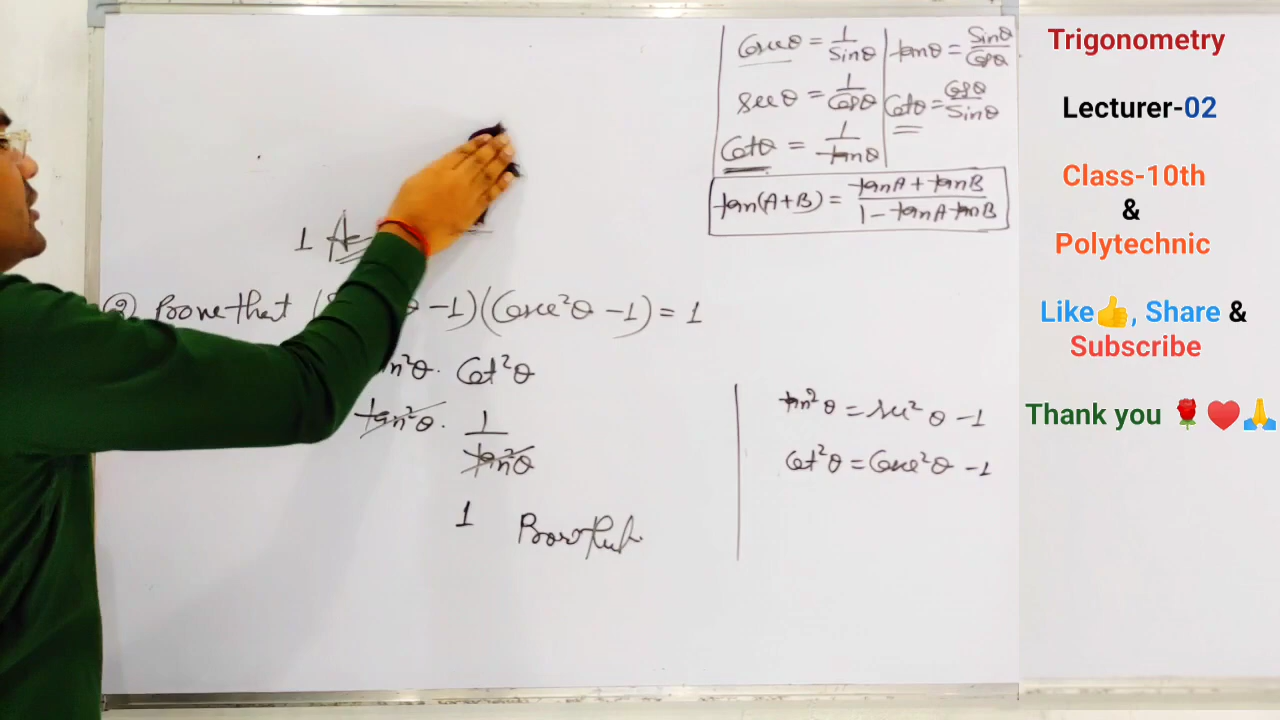 Cosecθ = 1/Sinθ
secθ = 1/Cosθ
Cotθ = 1/tanθ
tanθ = Sinθ/Cosθ
Cotθ = Cosθ/Sinθ
tan(A+B) = tanA + tanB / 1 - tanA tanB
1 A
② Prove that ( θ -1)(Cosec²θ -1) = 1
n²θ. Cot²θ
tan²θ. 1/tan²θ
1
tan²θ = sec²θ -1
Cot²θ = Cosec²θ -1
Trigonometry
Lecturer-02
Class-10th
&
Polytechnic
Like👍, Share &
Subscribe
Thank you 🌹❤️🙏